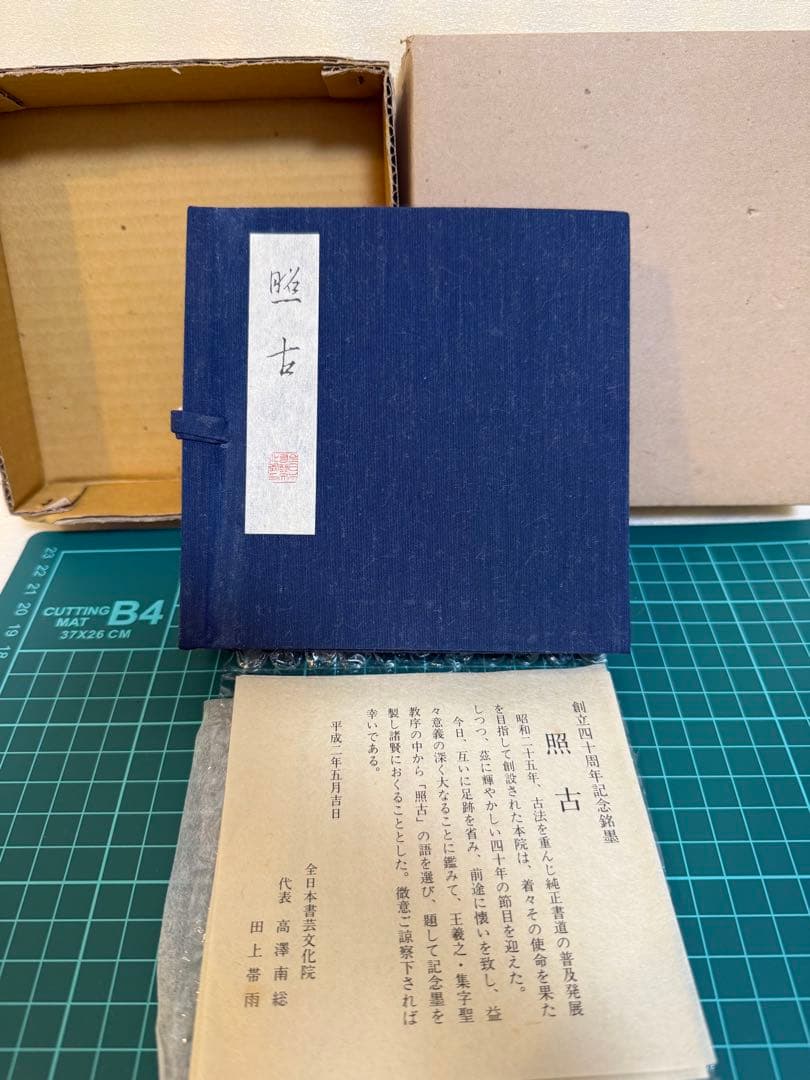 照古
23
22
21
20
19
18
CUTTING
MAT
B4
37X26 CM
創立四十周年記念銘墨
照古
昭和二十五年、古法を重んじ純正書道の普及発展
を目指して創設された本院は、着々その使命を果た
しつつ、茲に輝やかしい四十年の節目を迎えた。
今日、互いに足跡を省み、前途に懐いを致し、益
々意義の深く大なることに鑑みて、王羲之・集字聖
教序の中から「照古」の語を選び、題して記念墨を
製し諸賢におくることとした。微意ご諒察下されば
幸いである。
平成二年五月吉日
全日本書芸文化院
代表 高澤南総
田上帯雨